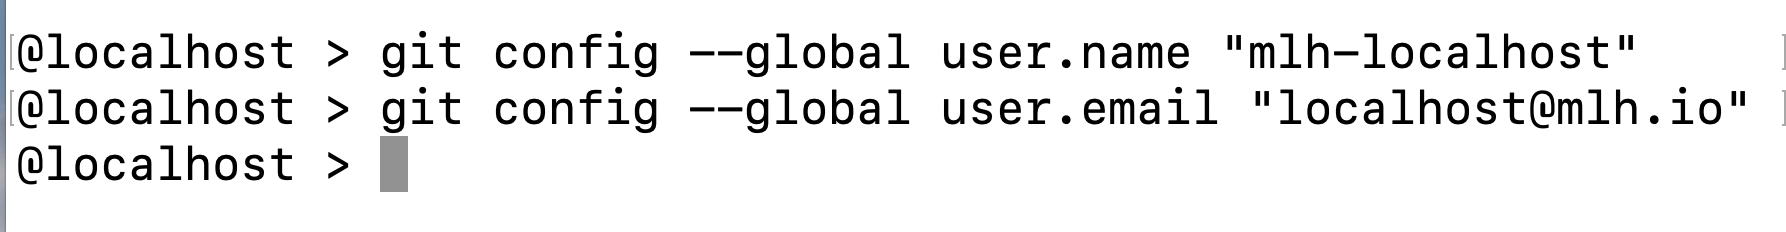 @localhost > git config --global user.name "mlh-localhost"
@localhost > git config --global user.email "localhost@mlh.io"
@localhost >